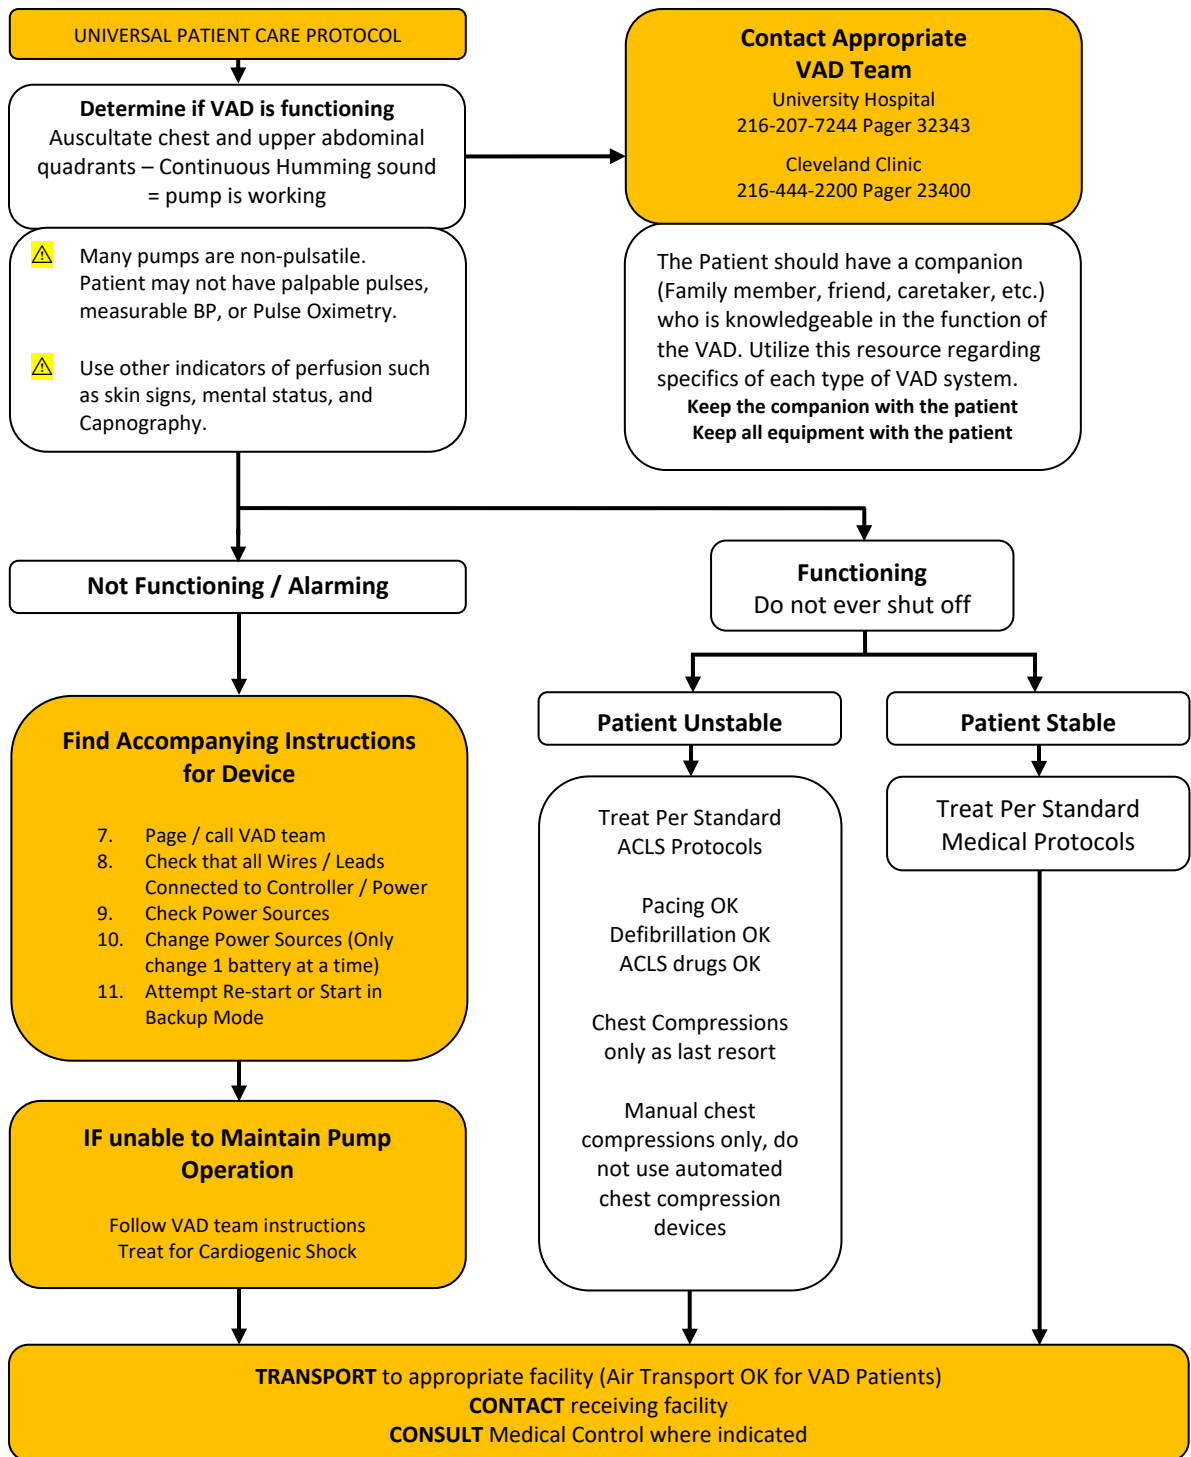 UNIVERSAL PATIENT CARE PROTOCOL
Determine if VAD is functioning
Auscultate chest and upper abdominal
quadrants – Continuous Humming sound
= pump is working
Contact Appropriate
VAD Team
University Hospital
216-207-7244 Pager 32343
Cleveland Clinic
216-444-2200 Pager 23400
⚠ Many pumps are non-pulsatile.
Patient may not have palpable pulses,
measurable BP, or Pulse Oximetry.
⚠ Use other indicators of perfusion such
as skin signs, mental status, and
Capnography.
The Patient should have a companion
(Family member, friend, caretaker, etc.)
who is knowledgeable in the function of
the VAD. Utilize this resource regarding
specifics of each type of VAD system.
Keep the companion with the patient
Keep all equipment with the patient
Not Functioning / Alarming
Functioning
Do not ever shut off
Find Accompanying Instructions
for Device
7. Page / call VAD team
8. Check that all Wires / Leads
Connected to Controller / Power
9. Check Power Sources
10. Change Power Sources (Only
change 1 battery at a time)
11. Attempt Re-start or Start in
Backup Mode
IF unable to Maintain Pump
Operation
Follow VAD team instructions
Treat for Cardiogenic Shock
Patient Unstable
Treat Per Standard
ACLS Protocols
Pacing OK
Defibrillation OK
ACLS drugs OK
Chest Compressions
only as last resort
Manual chest
compressions only, do
not use automated
chest compression
devices
Patient Stable
Treat Per Standard
Medical Protocols
TRANSPORT to appropriate facility (Air Transport OK for VAD Patients)
CONTACT receiving facility
CONSULT Medical Control where indicated